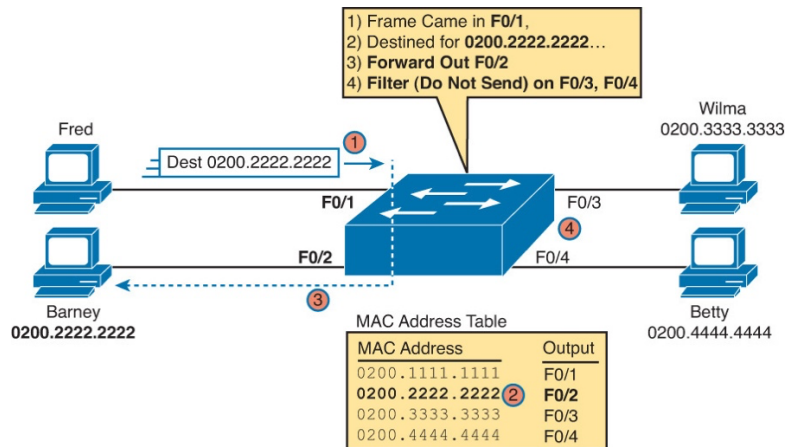 1) Frame Came in F0/1,
2) Destined for 0200.2222.2222…
3) Forward Out F0/2
4) Filter (Do Not Send) on F0/3, F0/4
Fred
Wilma
0200.3333.3333
1
Dest 0200.2222.2222
F0/1
F0/3
4
F0/2
F0/4
3
Barney
0200.2222.2222
Betty
0200.4444.4444
MAC Address Table
MAC Address Output
0200.1111.1111 F0/1
0200.2222.2222 2 F0/2
0200.3333.3333 F0/3
0200.4444.4444 F0/4